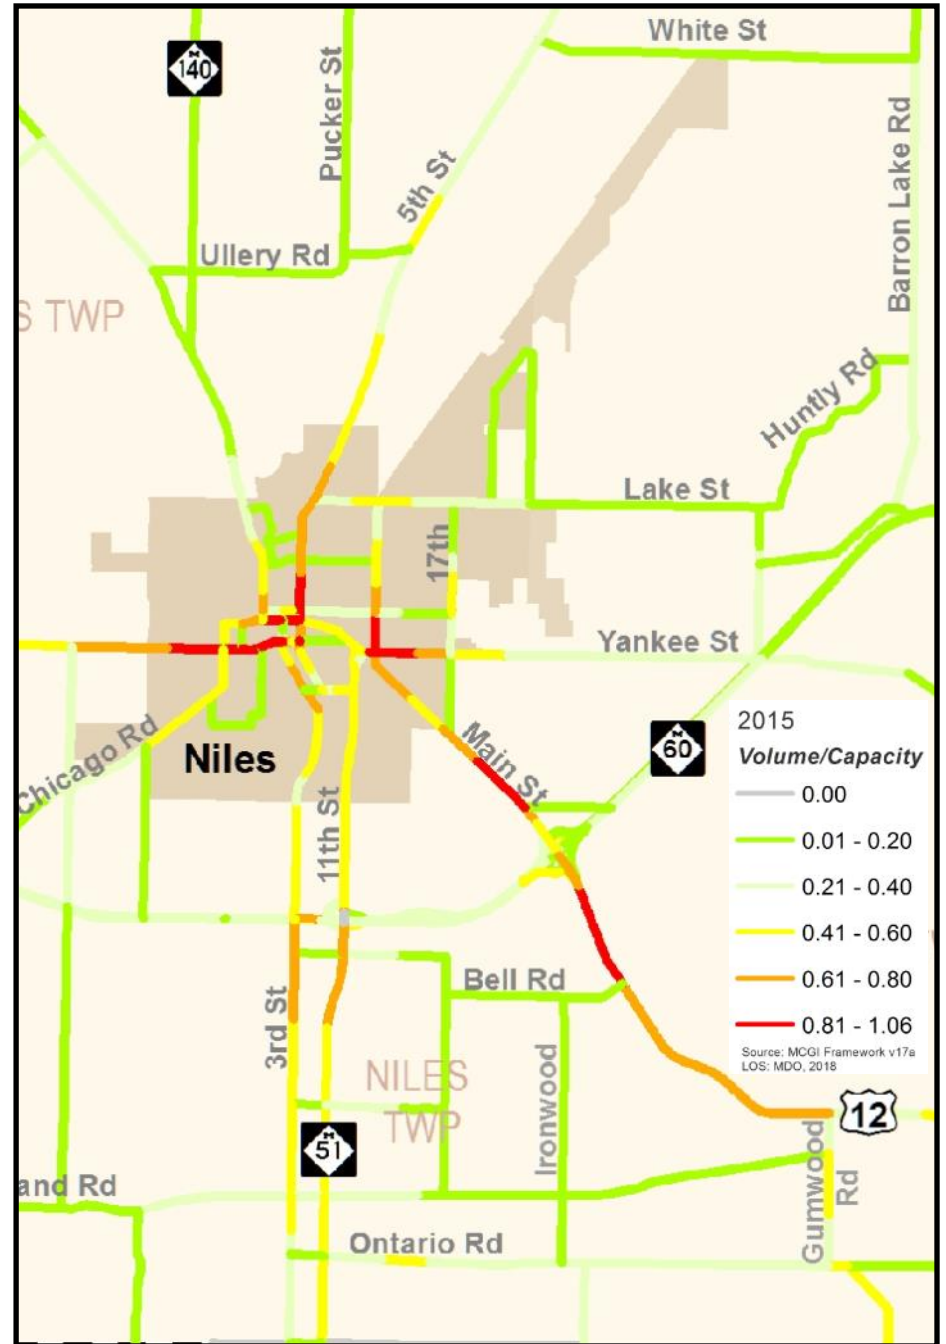 White St
M
140
Pucker St
5th St
Barron Lake Rd
Ullery Rd
S TWP
Huntly Rd
Lake St
17th
Yankee St
M
60
Chicago Rd
Niles
Main St
11th St
2015
Volume/Capacity
0.00
0.01 - 0.20
0.21 - 0.40
0.41 - 0.60
0.61 - 0.80
0.81 - 1.06
Source: MCGI Framework v17a
LOS: MDO, 2018
Bell Rd
3rd St
Ironwood
NILES
TWP
12
M
51
Gumwood
Rd
and Rd
Ontario Rd